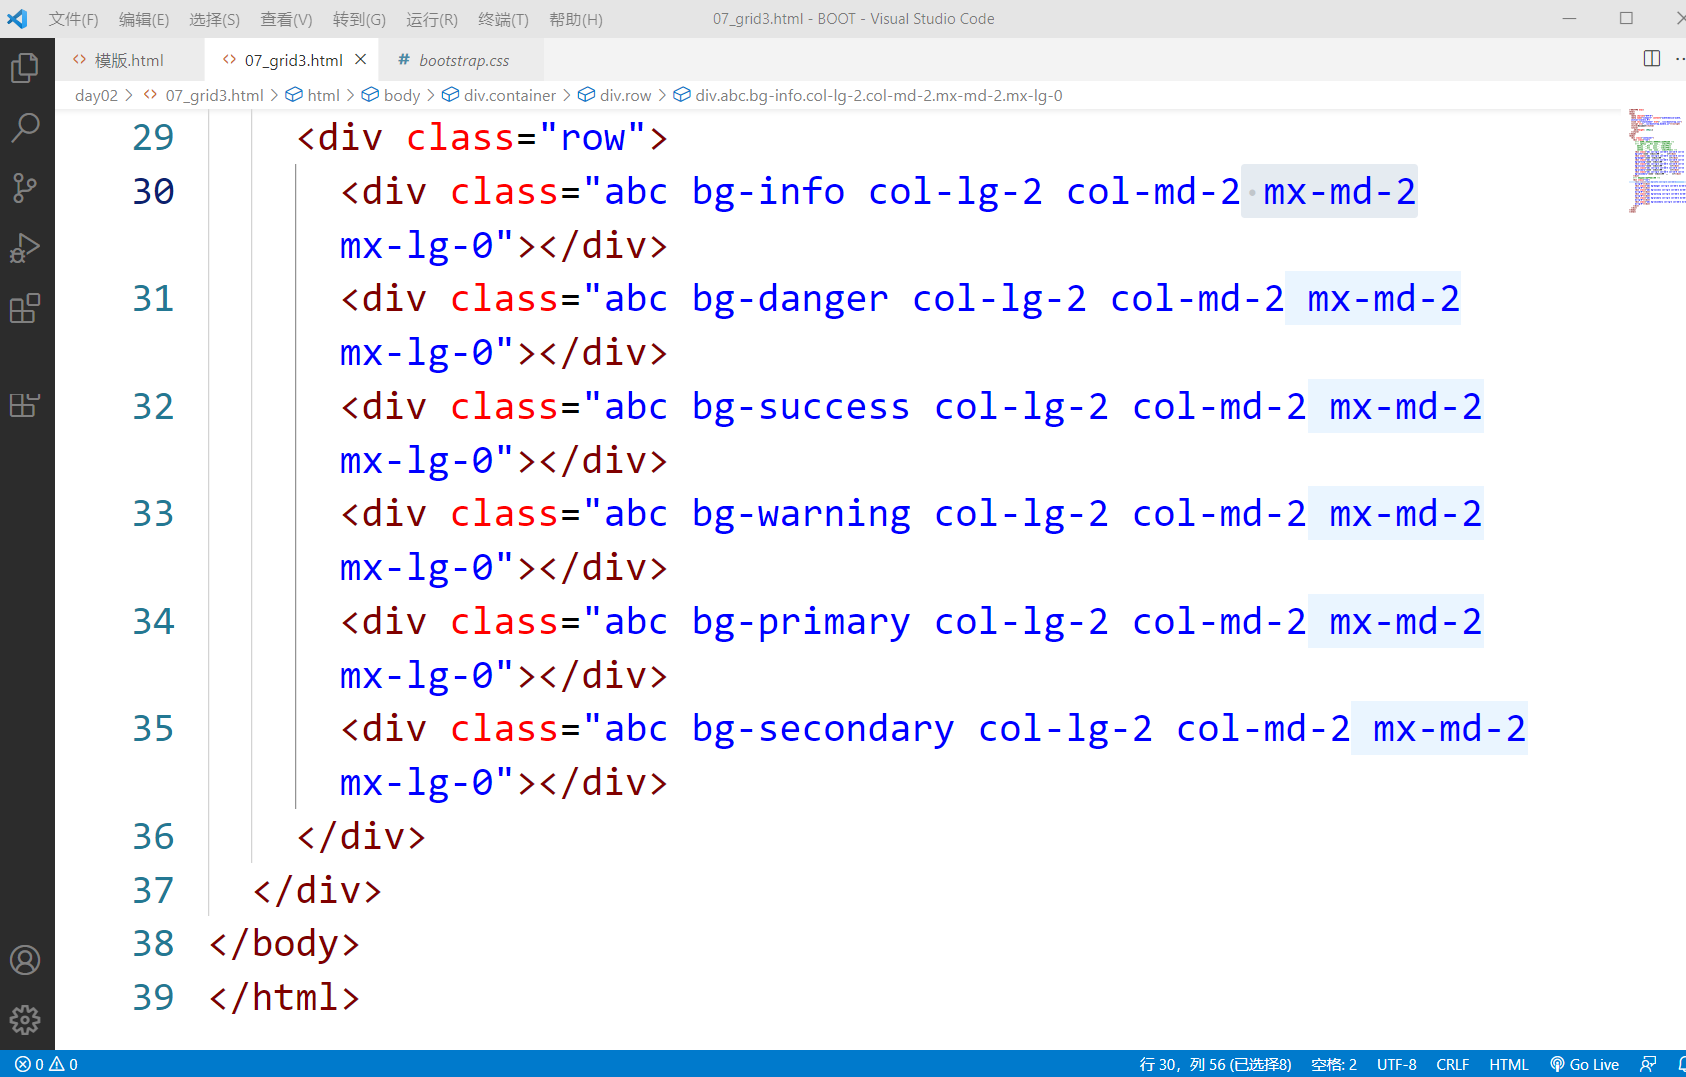 文件(F) 编辑(E) 选择(S) 查看(V) 转到(G) 运行(R) 终端(T) 帮助(H) 07_grid3.html - BOOT - Visual Studio Code
模版.html 07_grid3.html # bootstrap.css
day02 > 07_grid3.html > html > body > div.container > div.row > div.abc.bg-info.col-lg-2.col-md-2.mx-md-2.mx-lg-0
29 <div class="row">
30 <div class="abc bg-info col-lg-2 col-md-2 mx-md-2
mx-lg-0"></div>
31 <div class="abc bg-danger col-lg-2 col-md-2 mx-md-2
mx-lg-0"></div>
32 <div class="abc bg-success col-lg-2 col-md-2 mx-md-2
mx-lg-0"></div>
33 <div class="abc bg-warning col-lg-2 col-md-2 mx-md-2
mx-lg-0"></div>
34 <div class="abc bg-primary col-lg-2 col-md-2 mx-md-2
mx-lg-0"></div>
35 <div class="abc bg-secondary col-lg-2 col-md-2 mx-md-2
mx-lg-0"></div>
36 </div>
37 </div>
38 </body>
39 </html>
0 0 行 30，列 56 (已选择8) 空格: 2 UTF-8 CRLF HTML Go Live